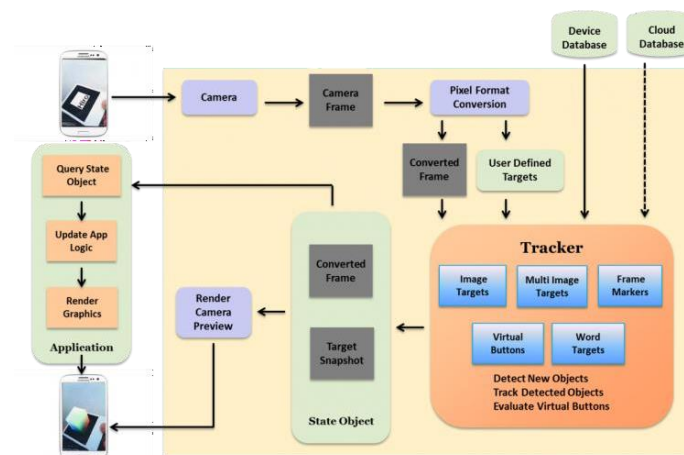 Device
Database
Cloud
Database
Camera
Camera
Frame
Pixel Format
Conversion
Converted
Frame
User Defined
Targets
Query State
Object
Update App
Logic
Render
Graphics
Application
Render
Camera
Preview
Converted
Frame
Target
Snapshot
State Object
Tracker
Image
Targets
Multi Image
Targets
Frame
Markers
Virtual
Buttons
Word
Targets
Detect New Objects
Track Detected Objects
Evaluate Virtual Buttons